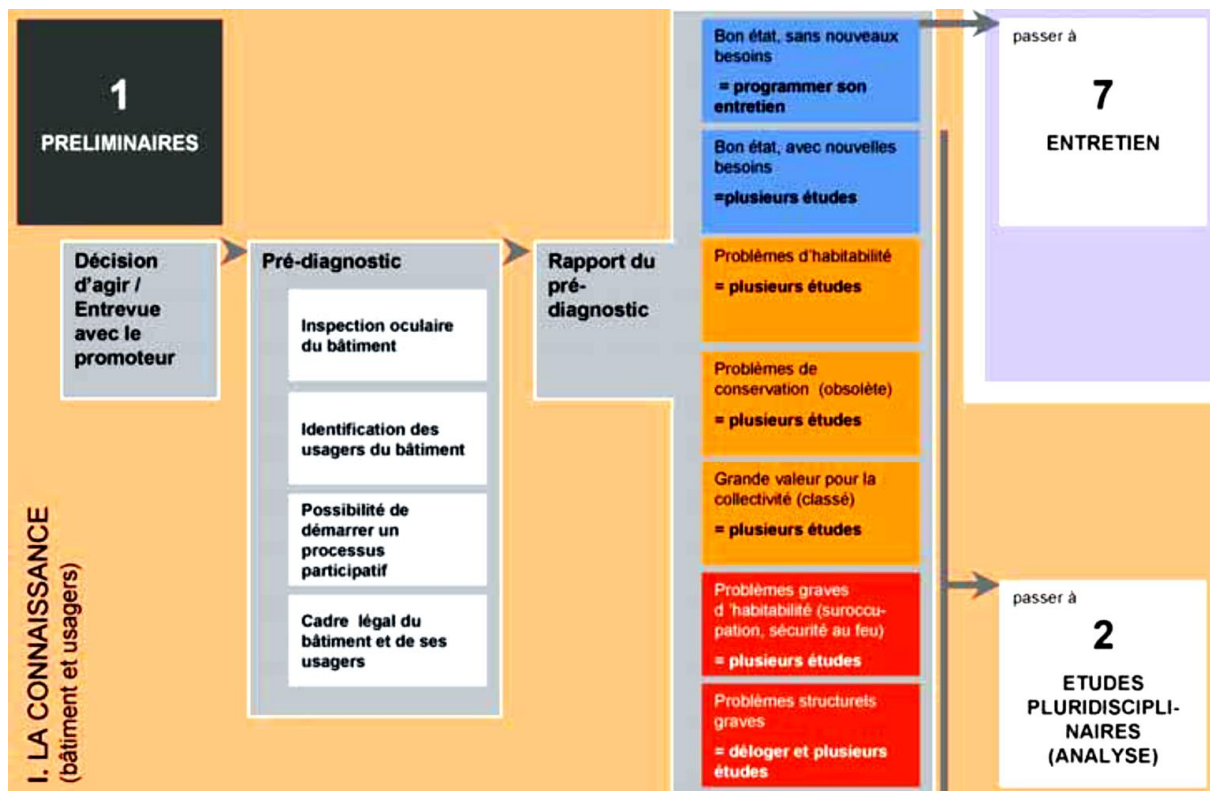 1
PRELIMINAIRES
Décision
d'agir /
Entrevue
avec le
promoteur
Pré-diagnostic
Inspection oculaire
du bâtiment
Identification des
usagers du bâtiment
Possibilité de
démarrer un
processus
participatif
Cadre légal du
bâtiment et de ses
usagers
Rapport du
pré-
diagnostic
Bon état, sans nouveaux
besoins
= programmer son
entretien
Bon état, avec nouvelles
besoins
=plusieurs études
Problèmes d'habitabilité
= plusieurs études
Problèmes de
conservation (obsolète)
= plusieurs études
Grande valeur pour la
collectivité (classé)
= plusieurs études
Problèmes graves
d 'habitabilité (suroccu-
pation, sécurité au feu)
= plusieurs études
Problèmes structurels
graves
= déloger et plusieurs
études
passer à
7
ENTRETIEN
passer à
2
ETUDES
PLURIDISCIPLI-
NAIRES
(ANALYSE)
I. LA CONNAISSANCE
(bâtiment et usagers)